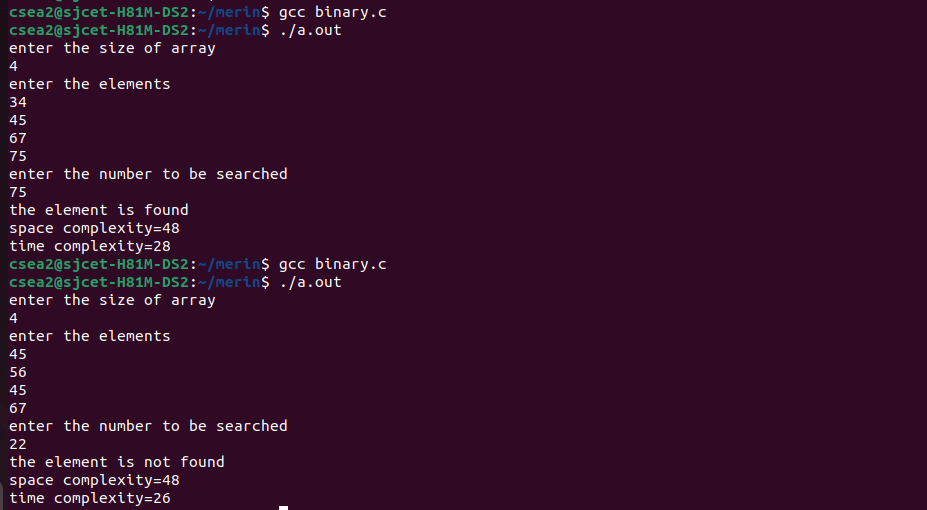 csea2@sjcet-H81M-DS2:~/merin$ gcc binary.c
csea2@sjcet-H81M-DS2:~/merin$ ./a.out
enter the size of array
4
enter the elements
34
45
67
75
enter the number to be searched
75
the element is found
space complexity=48
time complexity=28
csea2@sjcet-H81M-DS2:~/merin$ gcc binary.c
csea2@sjcet-H81M-DS2:~/merin$ ./a.out
enter the size of array
4
enter the elements
45
56
45
67
enter the number to be searched
22
the element is not found
space complexity=48
time complexity=26